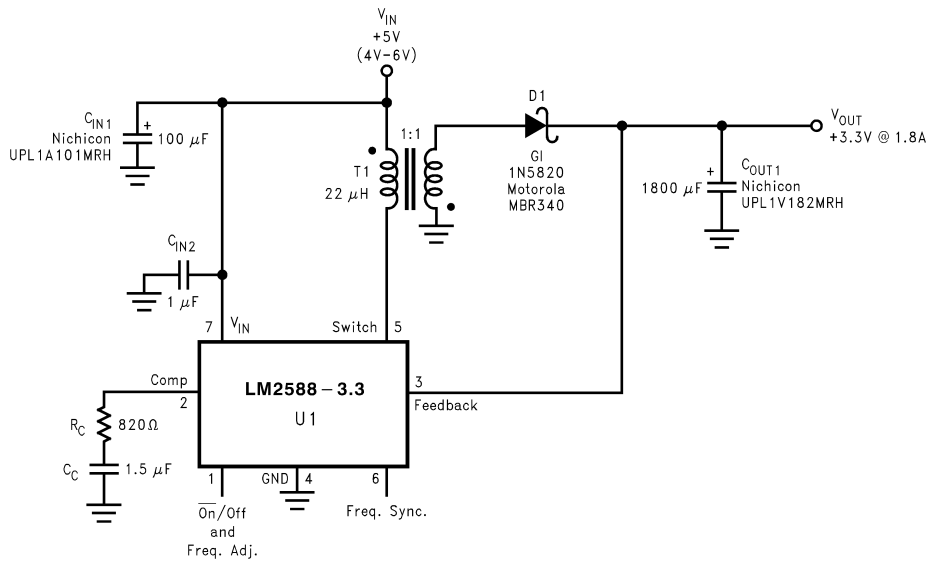 V_IN
+5V
(4V–6V)
C_IN1
Nichicon
UPL1A101MRH
+
100 μF
1:1
T1
22 μH
D1
GI
1N5820
Motorola
MBR340
V_OUT
+3.3V @ 1.8A
+
1800 μF
C_OUT1
Nichicon
UPL1V182MRH
C_IN2
1 μF
7
V_IN
Switch
5
Comp
2
LM2588–3.3
U1
3
Feedback
R_C
820Ω
C_C
1.5 μF
1
GND
4
6
O̅n̅/Off
and
Freq. Adj.
Freq. Sync.